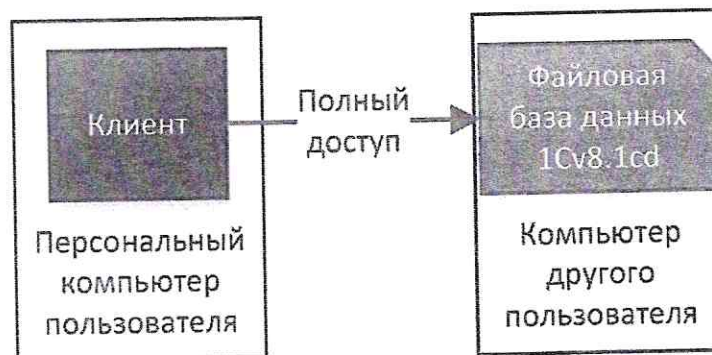 Клиент
Персональный
компьютер
пользователя
Полный
доступ
Файловая
база данных
1Cv8.1cd
Компьютер
другого
пользователя